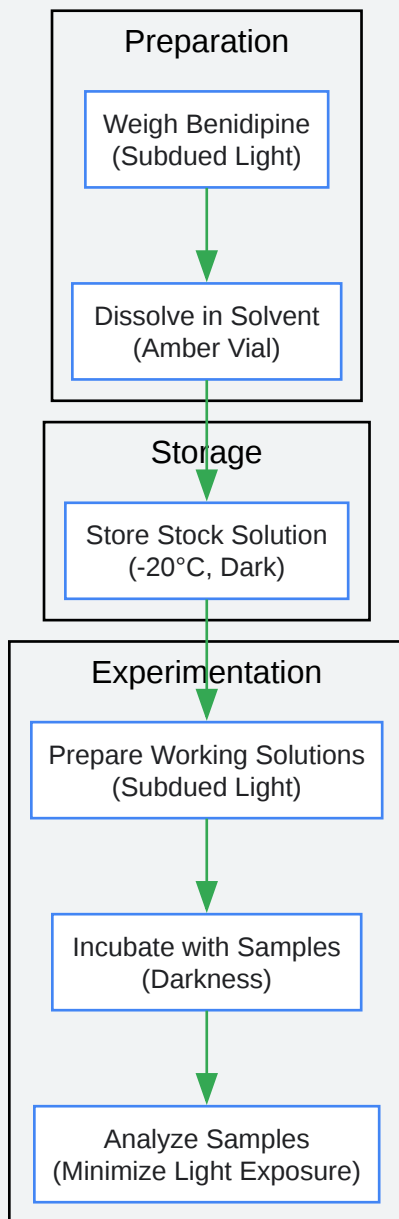 Preparation
Weigh Benidipine
(Subdued Light)
Dissolve in Solvent
(Amber Vial)
Storage
Store Stock Solution
(-20°C, Dark)
Experimentation
Prepare Working Solutions
(Subdued Light)
Incubate with Samples
(Darkness)
Analyze Samples
(Minimize Light Exposure)